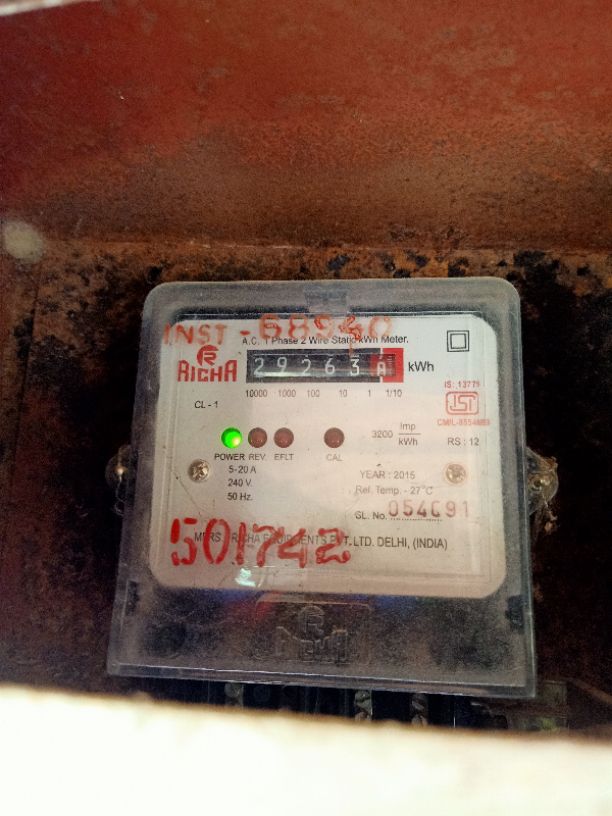 INST - 68940
A.C. 1 Phase 2 Wire Static kWh Meter.
R
RICHA
29263
kWh
10000 1000 100 10 1 1/10
CL - 1
IS: 13779
ISI
3200 Imp/kWh
RS : 12
POWER REV. EFLT CAL
5-20 A
240 V.
50 Hz.
YEAR : 2015
Ref. Temp. - 27°C
SL. No.
501742
PVT. LTD. DELHI, (INDIA)